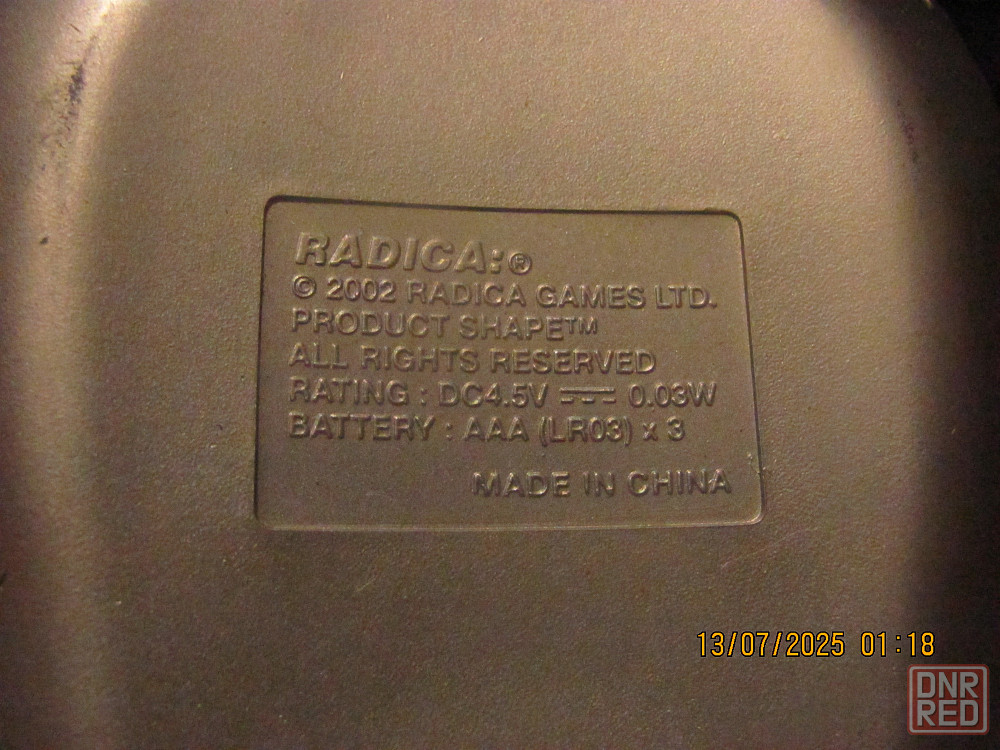 RADICA:®
© 2002 RADICA GAMES LTD.
PRODUCT SHAPE™
ALL RIGHTS RESERVED
RATING : DC4.5V ⎓ 0.03W
BATTERY : AAA (LR03) x 3
MADE IN CHINA
13/07/2025 01:18
DNR
RED